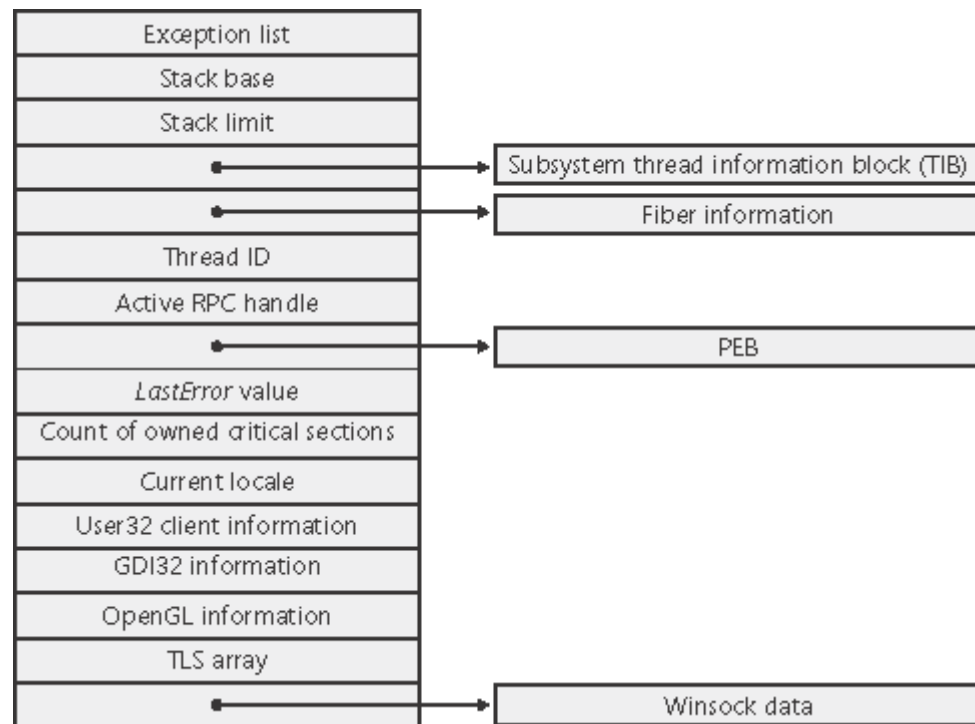 Exception list
Stack base
Stack limit
Subsystem thread information block (TIB)
Fiber information
Thread ID
Active RPC handle
PEB
LastError value
Count of owned critical sections
Current locale
User32 client information
GDI32 information
OpenGL information
TLS array
Winsock data